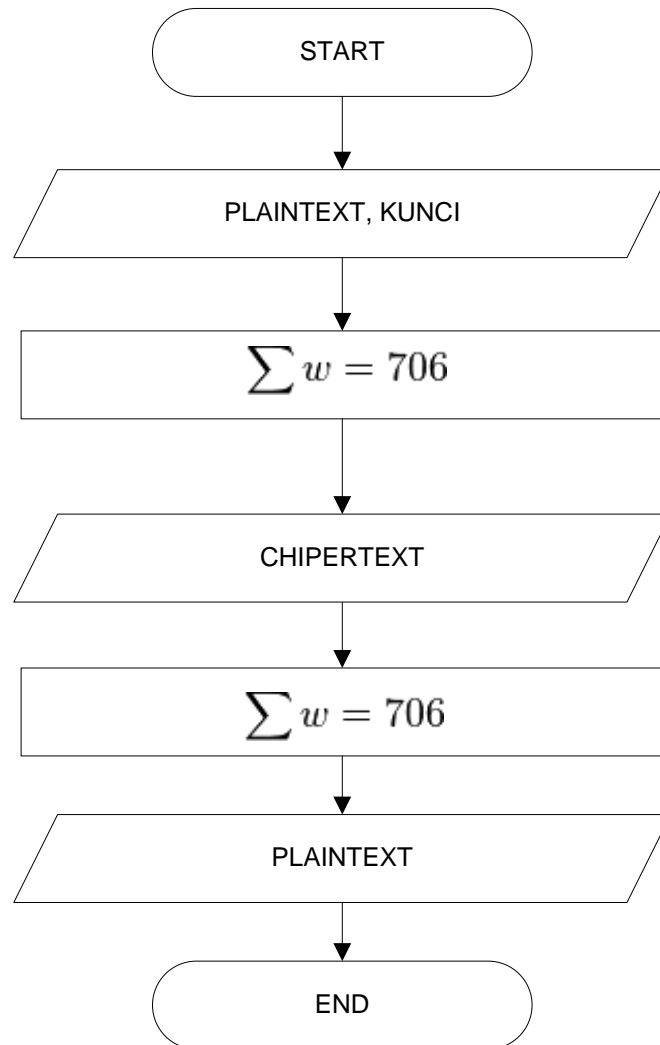 START
PLAINTEXT, KUNCI
∑ w = 706
CHIPERTEXT
∑ w = 706
PLAINTEXT
END